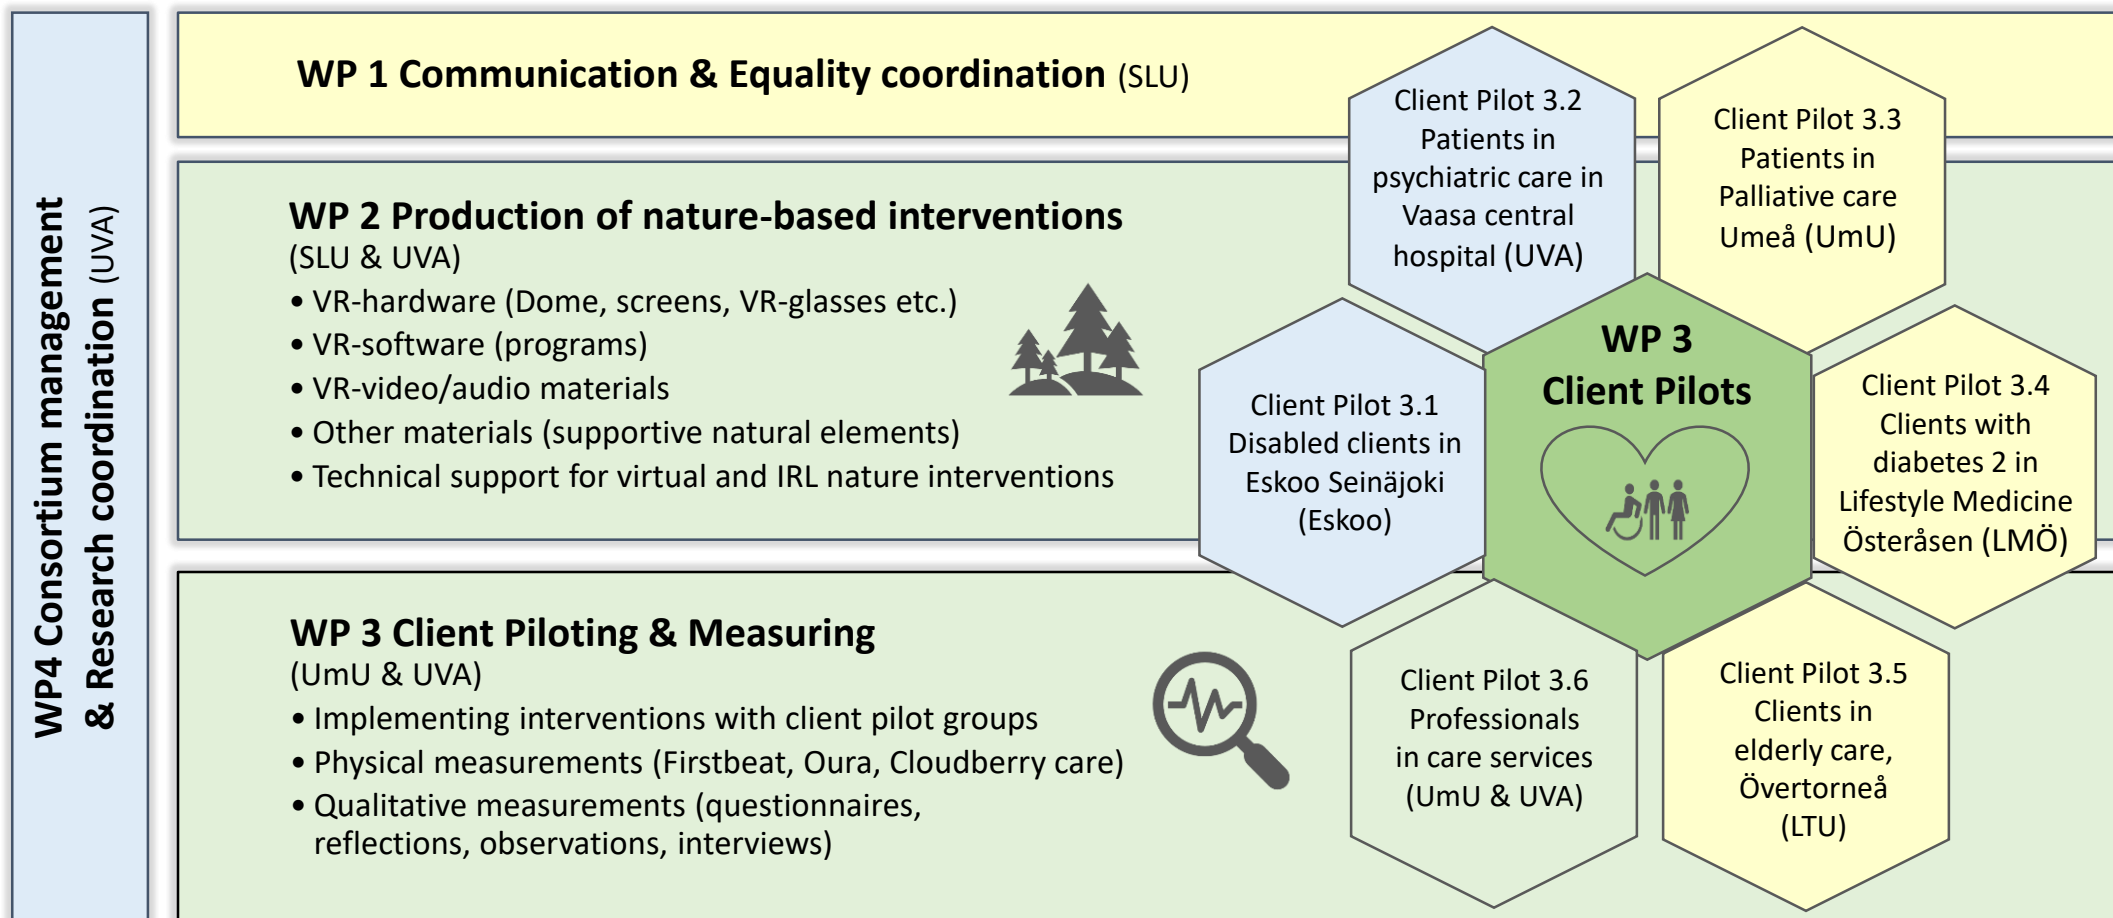 WP4 Consortium management
& Research coordination (UVA)
WP 1 Communication & Equality coordination (SLU)
WP 2 Production of nature-based interventions
(SLU & UVA)
• VR-hardware (Dome, screens, VR-glasses etc.)
• VR-software (programs)
• VR-video/audio materials
• Other materials (supportive natural elements)
• Technical support for virtual and IRL nature interventions
WP 3 Client Piloting & Measuring
(UmU & UVA)
• Implementing interventions with client pilot groups
• Physical measurements (Firstbeat, Oura, Cloudberry care)
• Qualitative measurements (questionnaires,
reflections, observations, interviews)
WP 3
Client Pilots
Client Pilot 3.1
Disabled clients in
Eskoo Seinäjoki
(Eskoo)
Client Pilot 3.2
Patients in
psychiatric care in
Vaasa central
hospital (UVA)
Client Pilot 3.3
Patients in
Palliative care
Umeå (UmU)
Client Pilot 3.4
Clients with
diabetes 2 in
Lifestyle Medicine
Österåsen (LMÖ)
Client Pilot 3.5
Clients in
elderly care,
Övertorneå
(LTU)
Client Pilot 3.6
Professionals
in care services
(UmU & UVA)